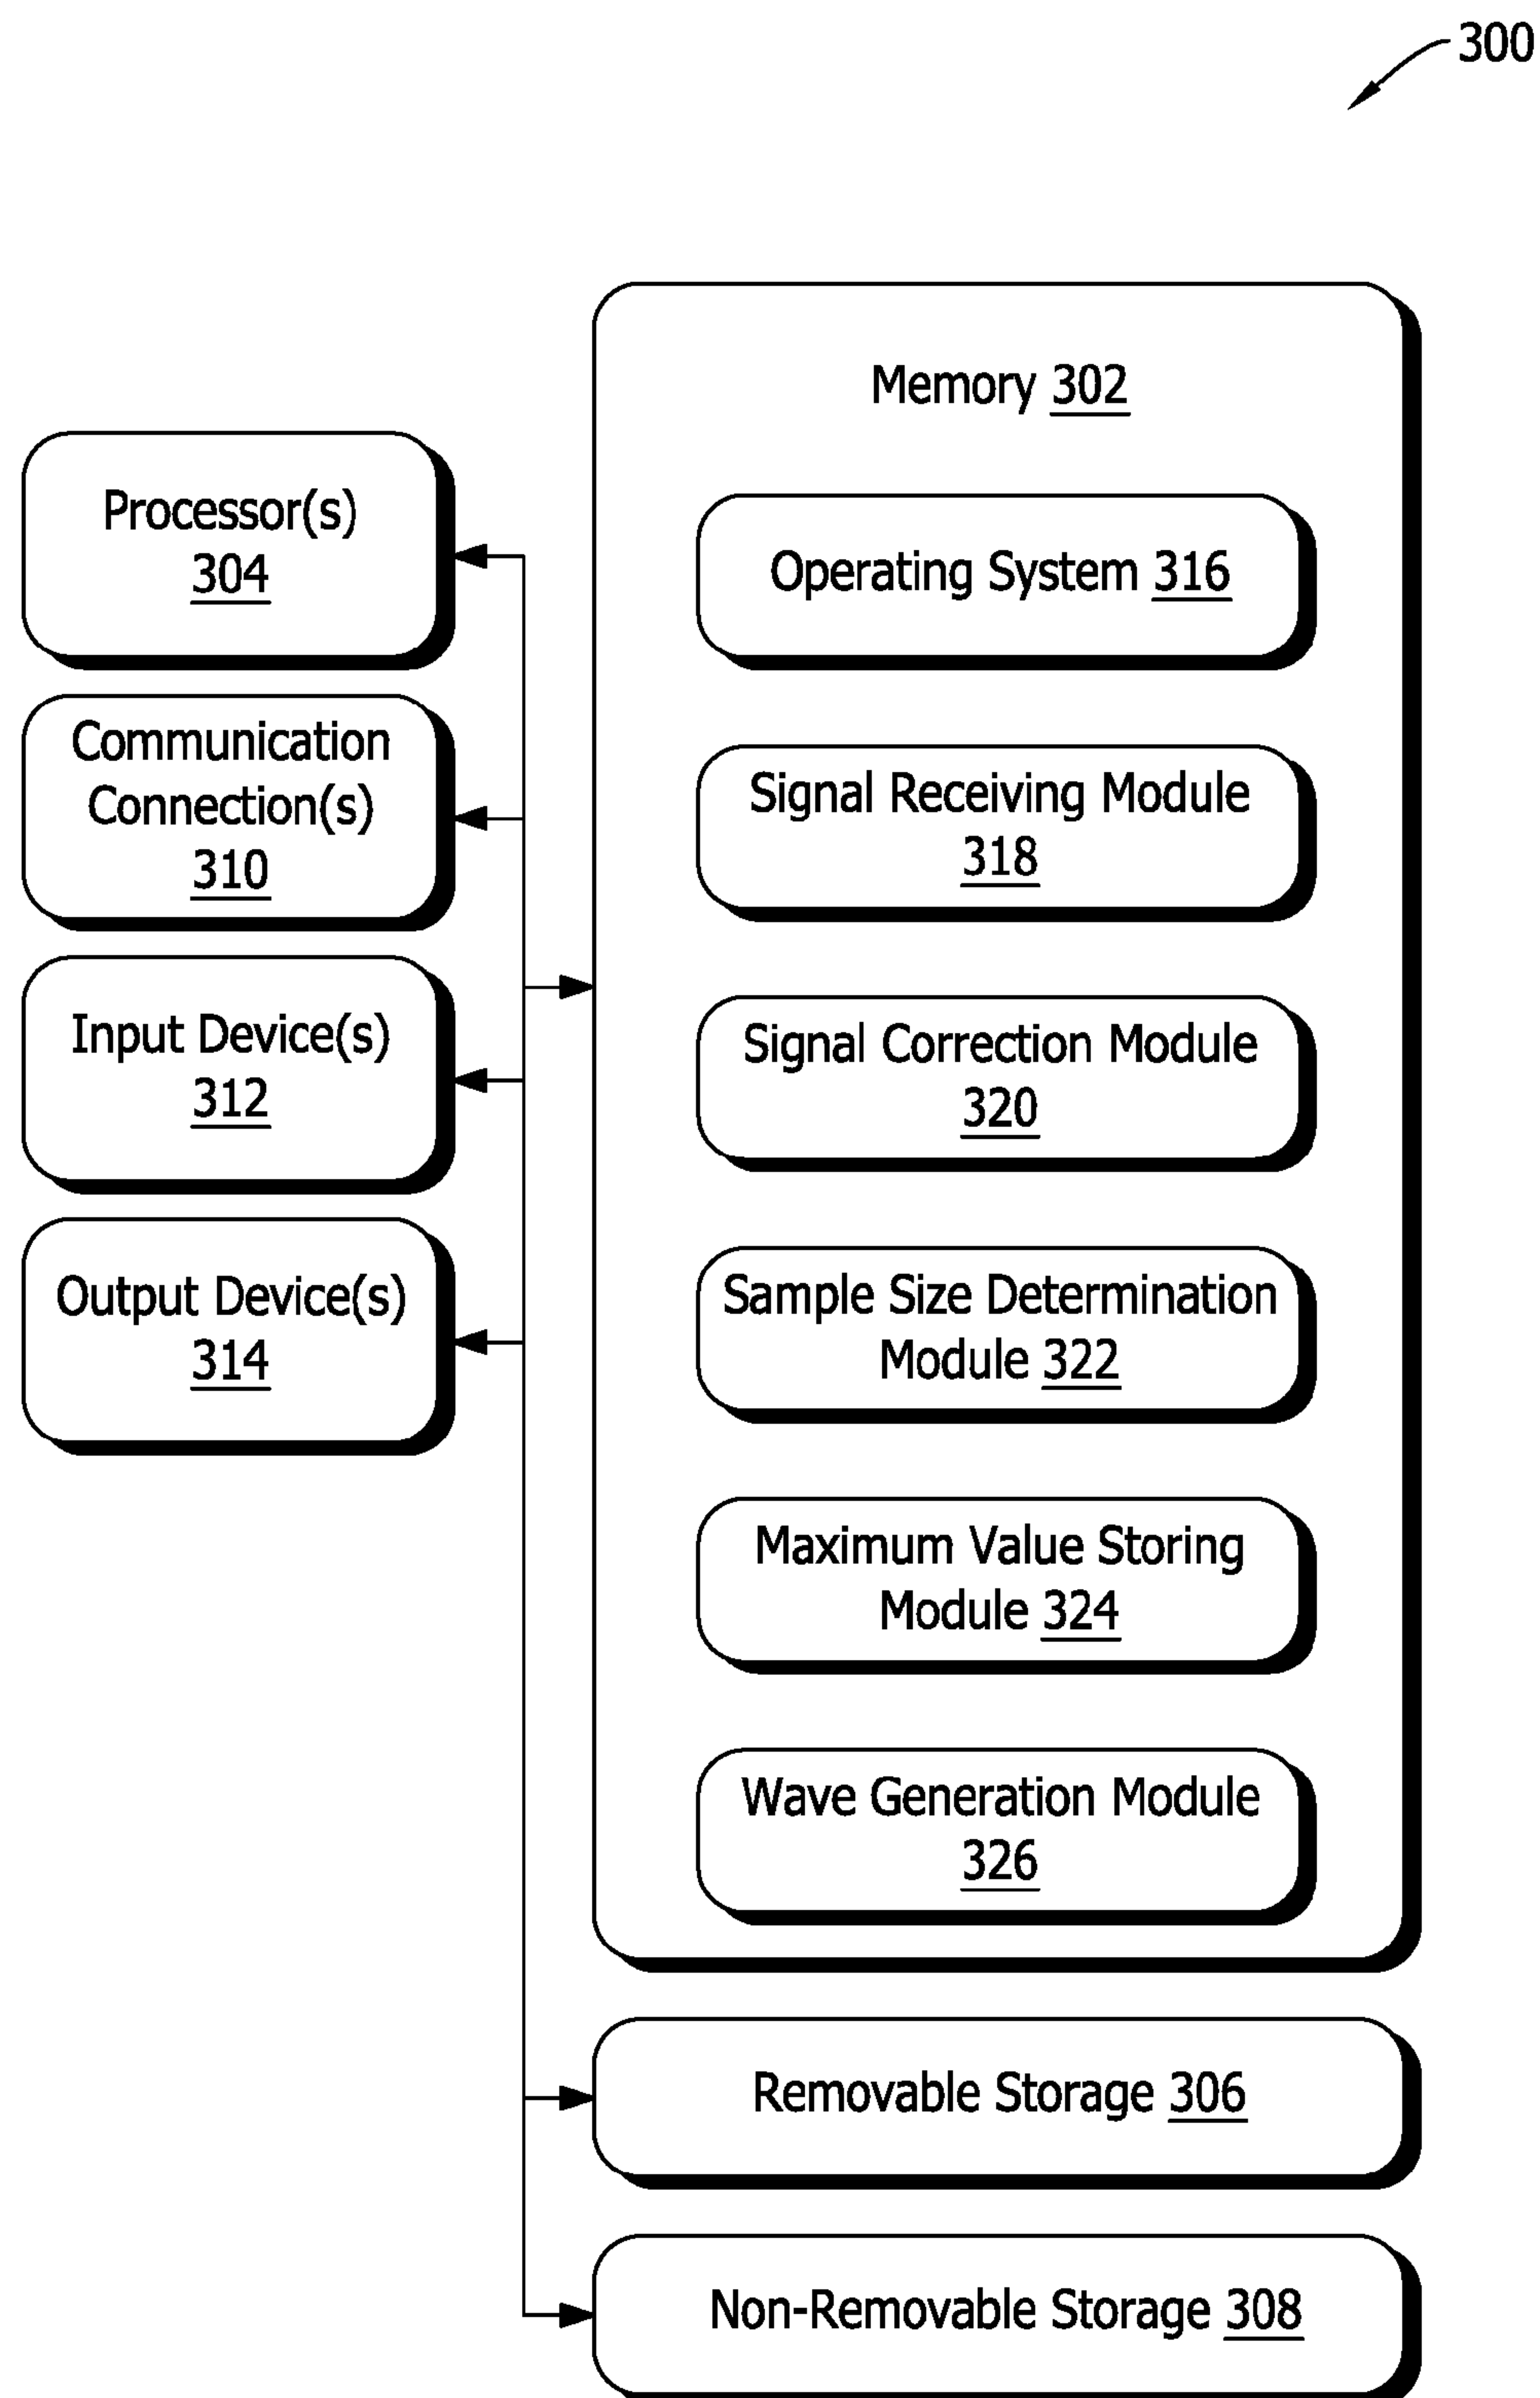 300
Memory 302
Processor(s)
304
Communication
Connection(s)
310
Input Device(s)
312
Output Device(s)
314
Operating System 316
Signal Receiving Module
318
Signal Correction Module
320
Sample Size Determination
Module 322
Maximum Value Storing
Module 324
Wave Generation Module
326
Removable Storage 306
Non-Removable Storage 308